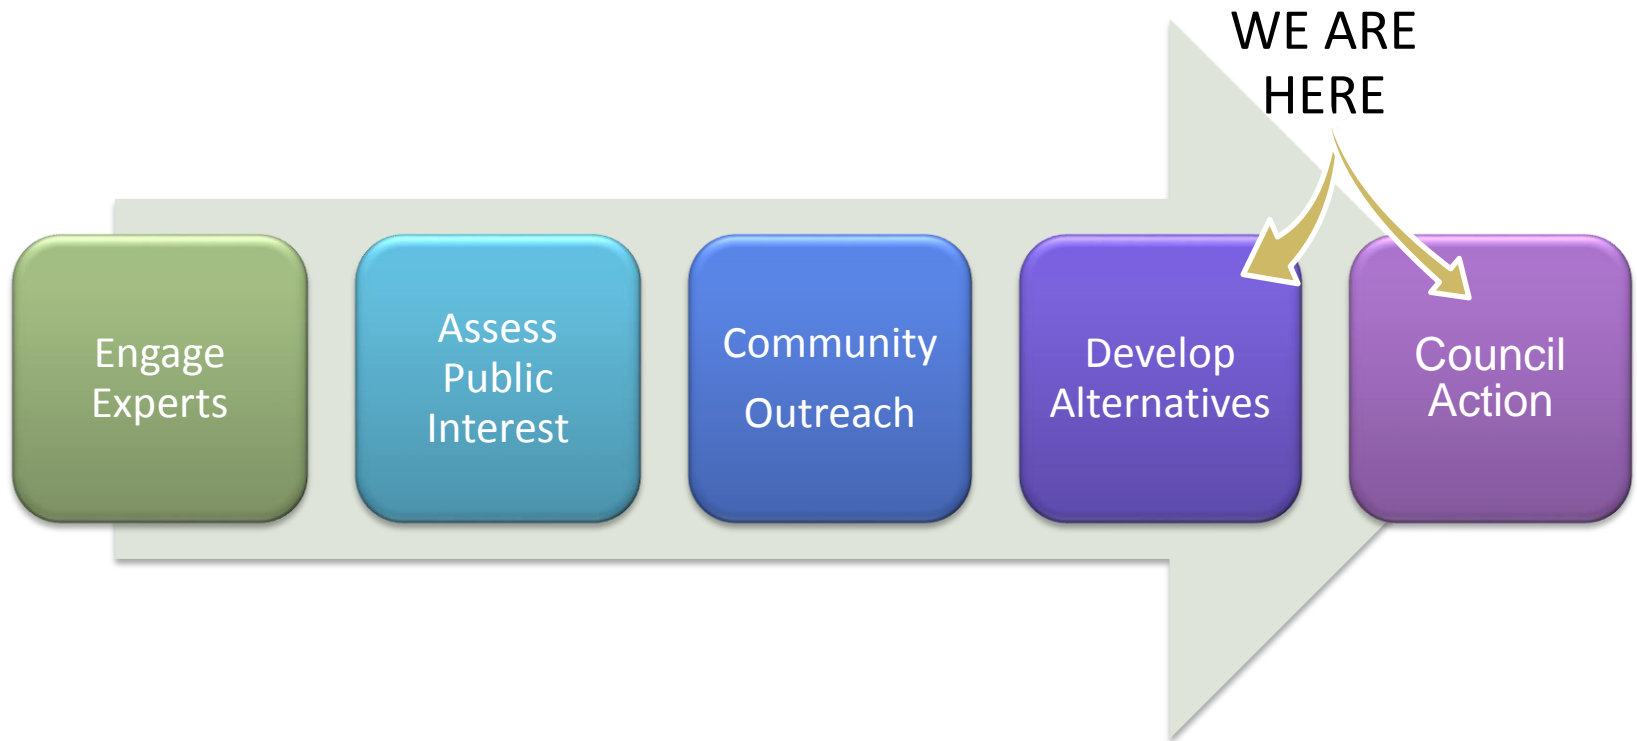 WE ARE
HERE
Engage
Experts
Assess
Public
Interest
Community
Outreach
Develop
Alternatives
Council
Action